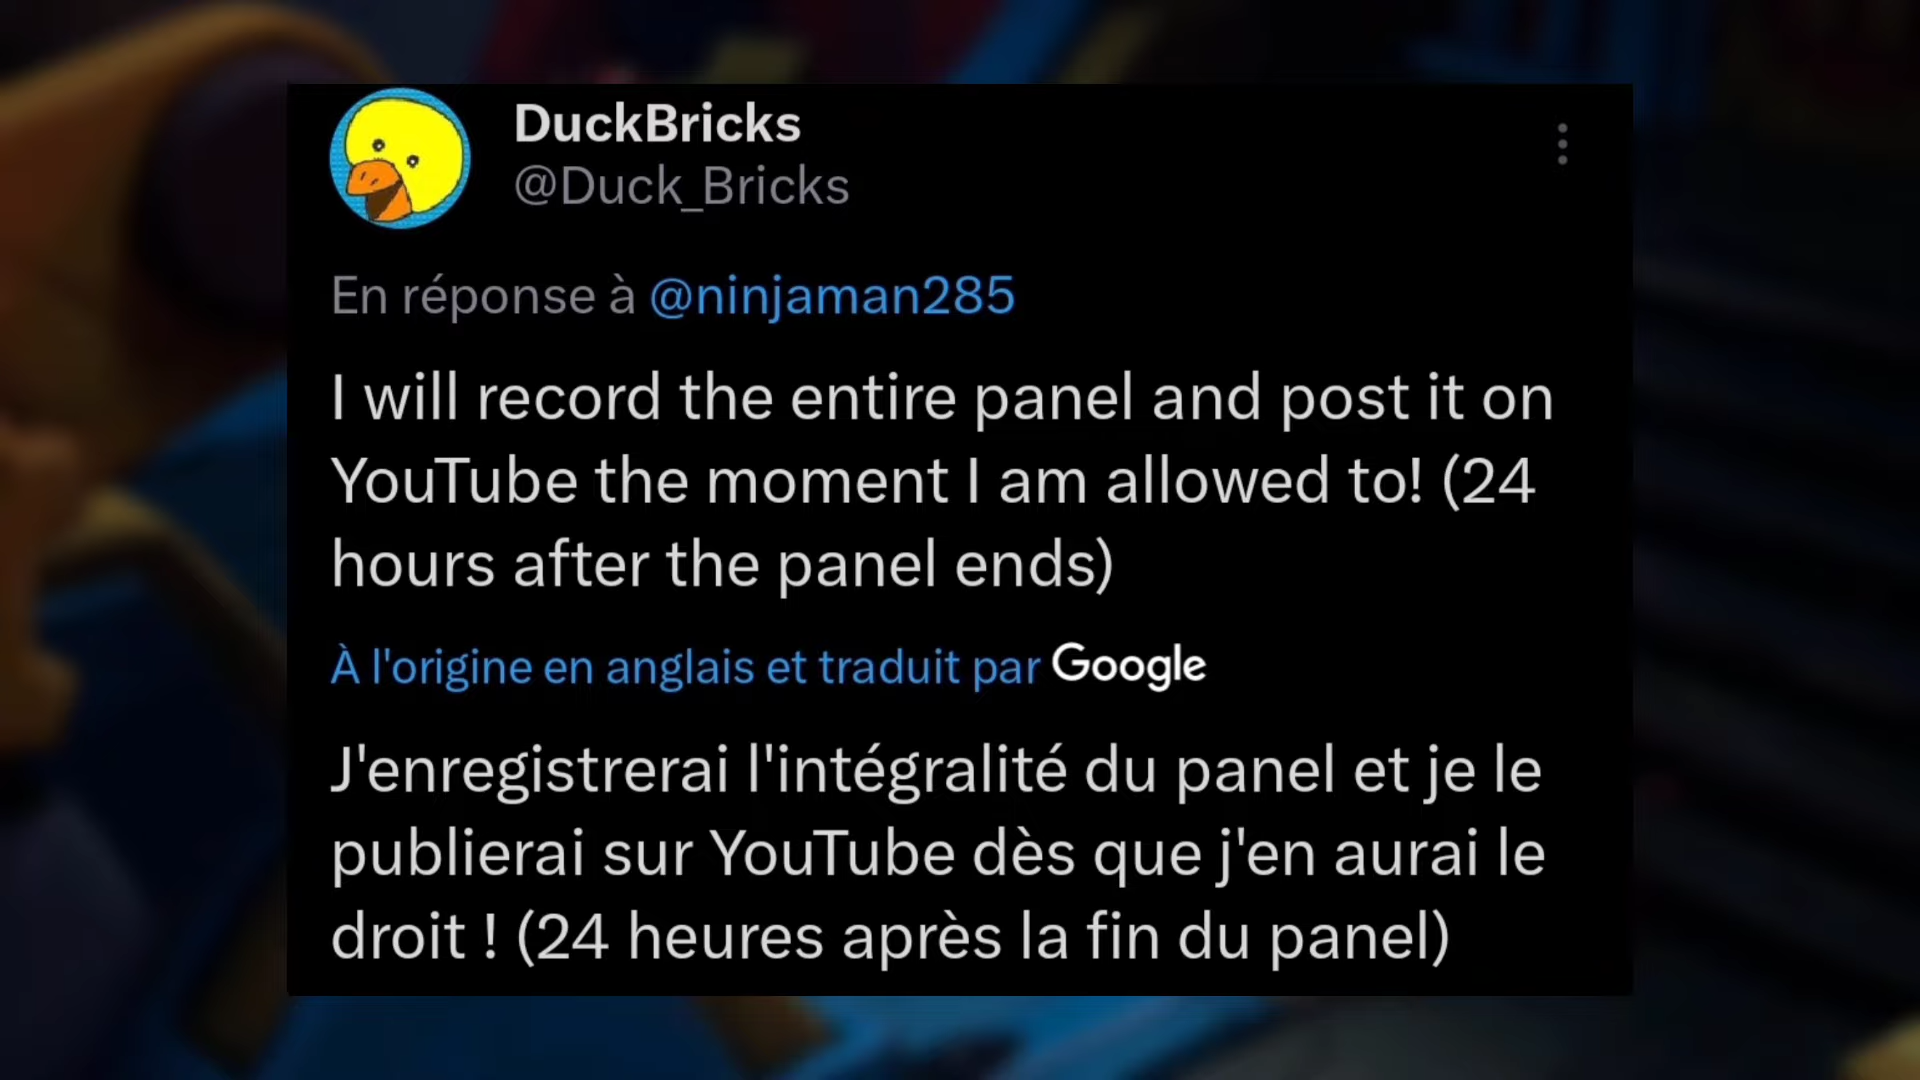 DuckBricks
@Duck_Bricks
En réponse à @ninjaman285
I will record the entire panel and post it on
YouTube the moment I am allowed to! (24
hours after the panel ends)
À l'origine en anglais et traduit par Google
J'enregistrerai l'intégralité du panel et je le
publierai sur YouTube dès que j'en aurai le
droit ! (24 heures après la fin du panel)